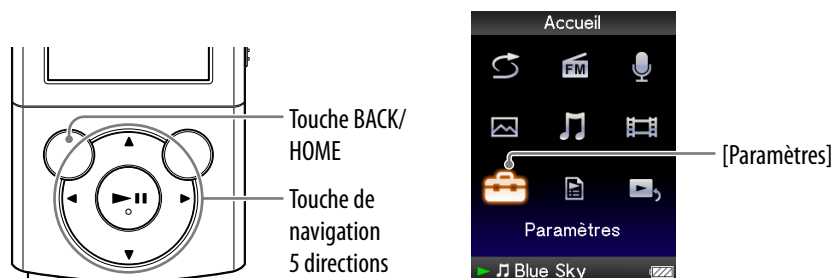 Touche BACK/
HOME
Touche de
navigation
5 directions
Accueil
FM
[Paramètres]
Paramètres
Blue Sky